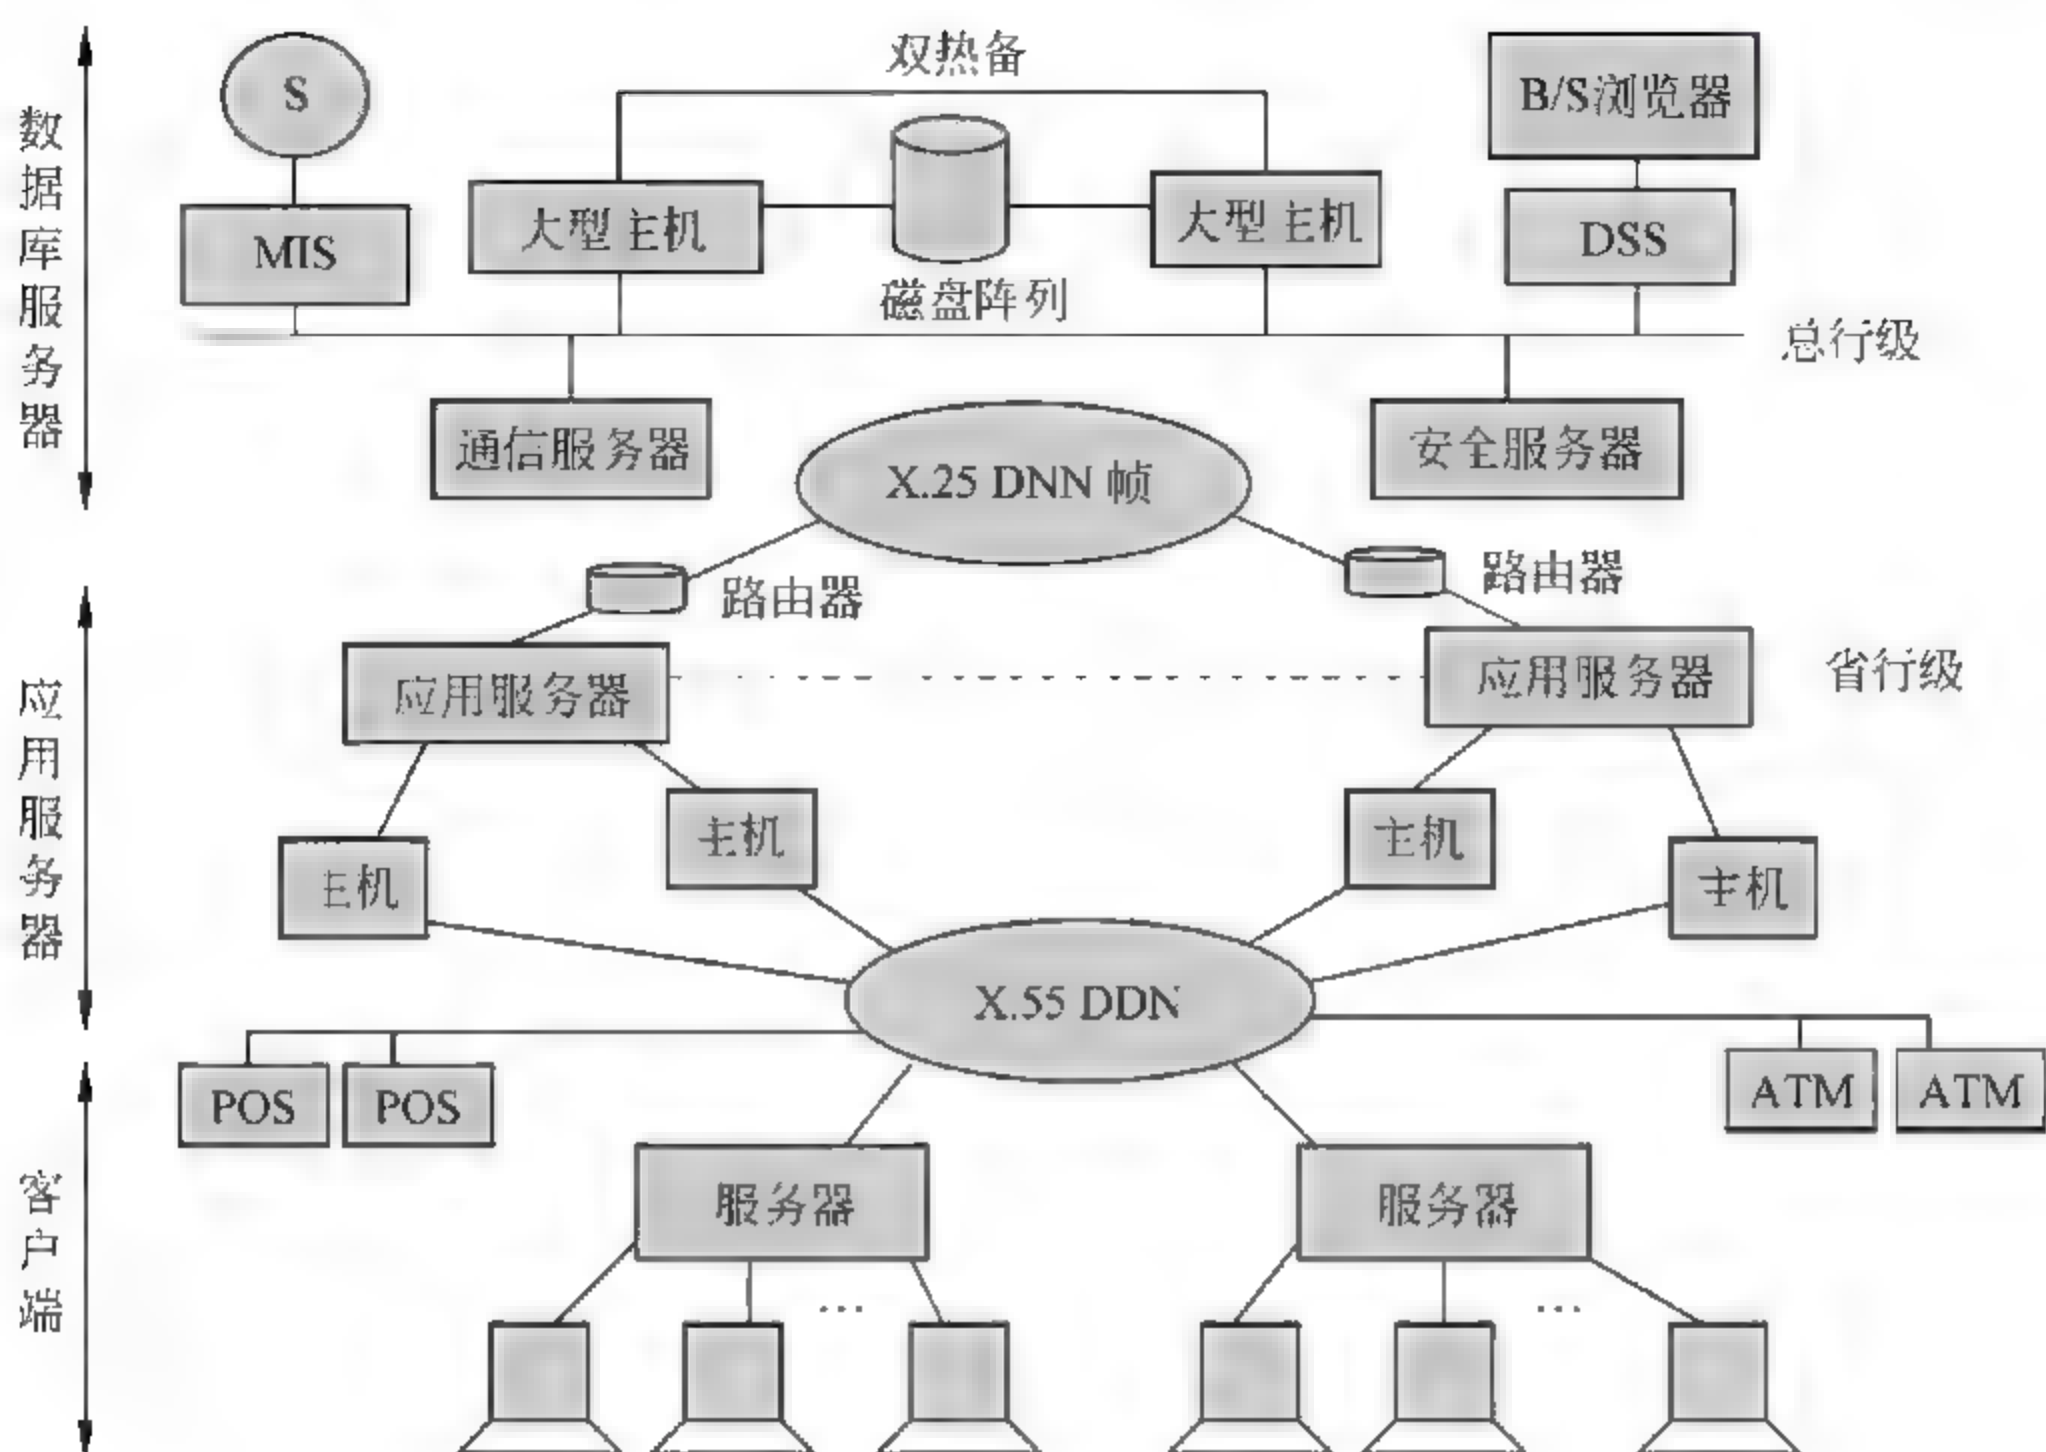 数据库服务器
S
MIS
双热备
大型主机
磁盘阵列
大型主机
B/S浏览器
DSS
总行级
通信服务器
X.25 DNN 帧
安全服务器
应用服务器
路由器
路由器
应用服务器
应用服务器
省行级
主机
主机
主机
主机
X.55 DDN
客户端
POS
POS
ATM
ATM
服务器
服务器
…
…